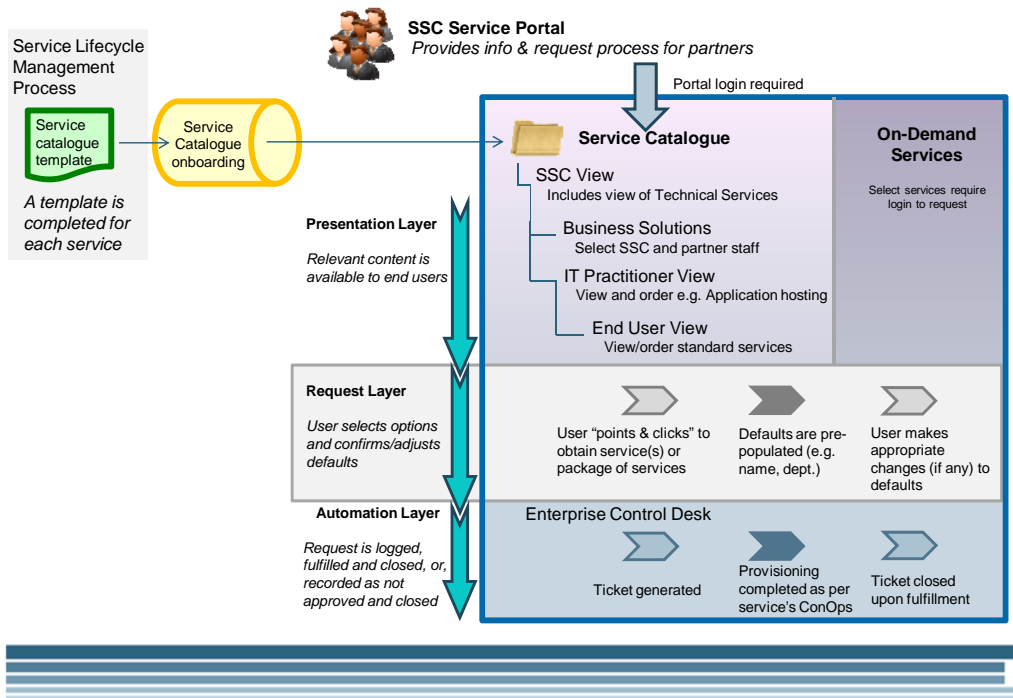 SSC Service Portal
Provides info & request process for partners
Service Lifecycle
Management
Process
Service
catalogue
template
A template is
completed for
each service
Service
Catalogue
onboarding
Portal login required
Service Catalogue
SSC View
Includes view of Technical Services
Business Solutions
Select SSC and partner staff
IT Practitioner View
View and order e.g. Application hosting
End User View
View/order standard services
On-Demand
Services
Select services require
login to request
Presentation Layer
Relevant content is
available to end users
Request Layer
User selects options
and confirms/adjusts
defaults
User “points & clicks” to
obtain service(s) or
package of services
Defaults are pre-
populated (e.g.
name, dept.)
User makes
appropriate
changes (if any) to
defaults
Automation Layer
Request is logged,
fulfilled and closed, or,
recorded as not
approved and closed
Enterprise Control Desk
Ticket generated
Provisioning
completed as per
service’s ConOps
Ticket closed
upon fulfillment